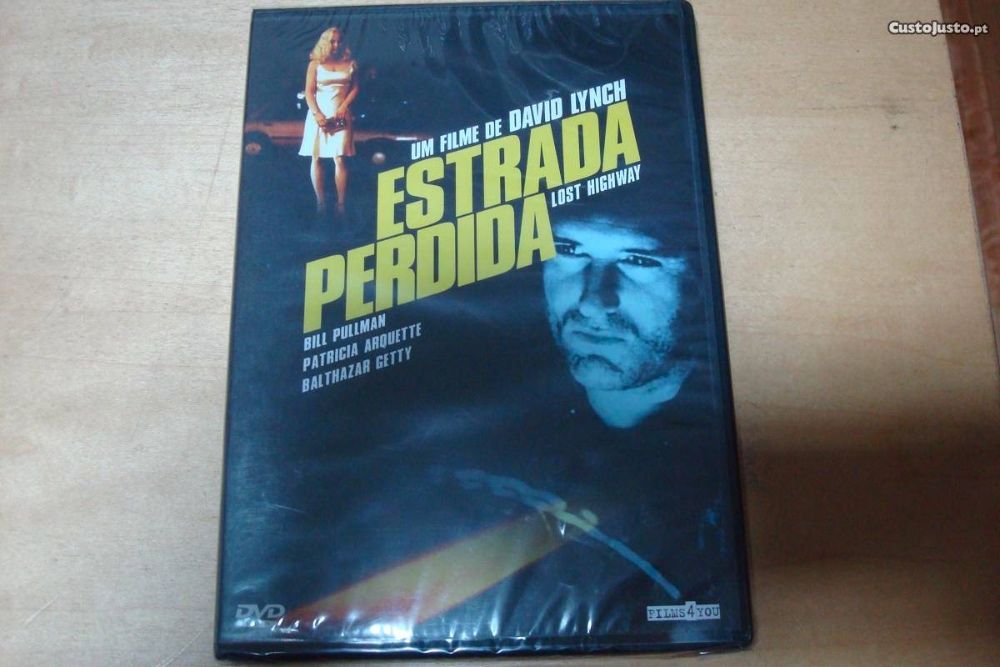 CustoJusto.pt
UM FILME DE DAVID LYNCH
ESTRADA
PERDIDA
LOST HIGHWAY
BILL PULLMAN
PATRICIA ARQUETTE
BALTHAZAR GETTY
DVD
FILMS4YOU